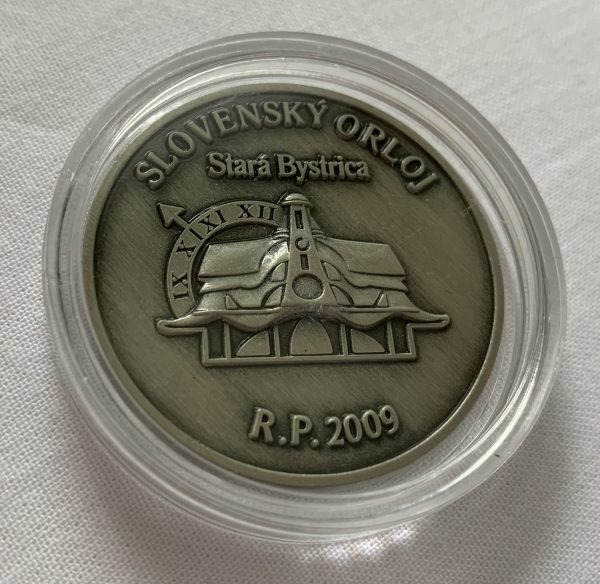 SLOVENSKÝ ORLOJ
Stará Bystrica
IX X XI XII
R.P. 2009